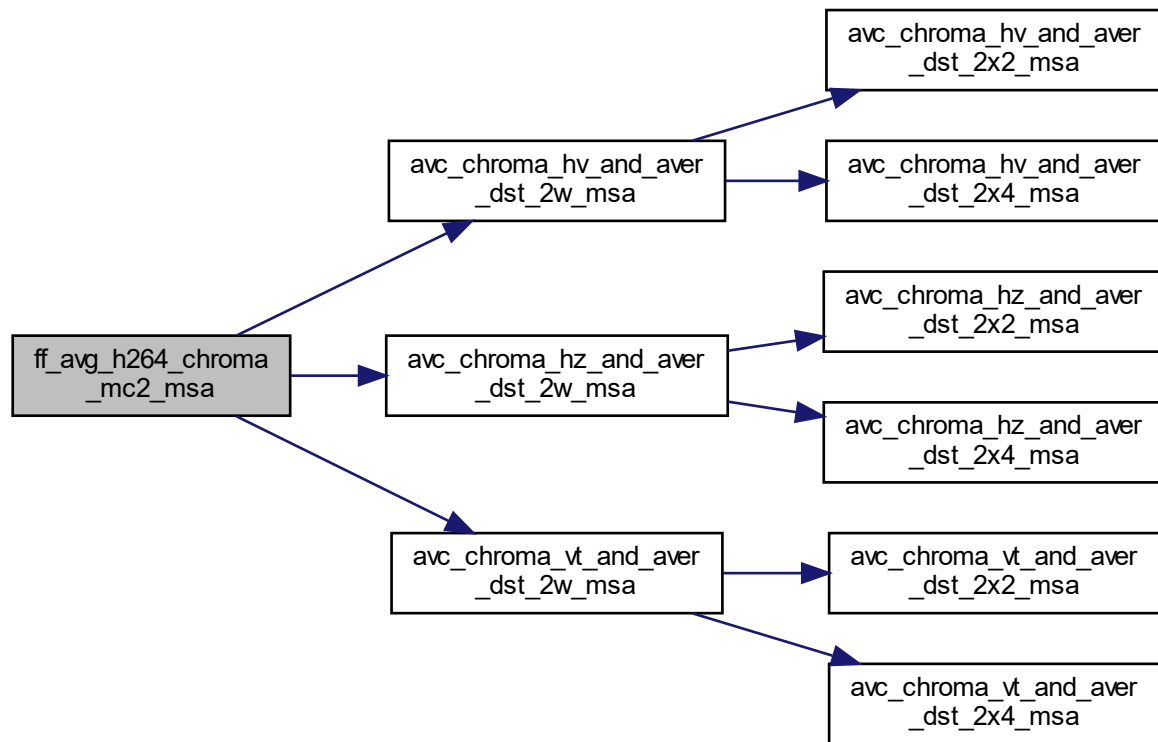 avc_chroma_hv_and_aver
_dst_2x2_msa
avc_chroma_hv_and_aver
_dst_2w_msa
avc_chroma_hv_and_aver
_dst_2x4_msa
avc_chroma_hz_and_aver
_dst_2x2_msa
ff_avg_h264_chroma
_mc2_msa
avc_chroma_hz_and_aver
_dst_2w_msa
avc_chroma_hz_and_aver
_dst_2x4_msa
avc_chroma_vt_and_aver
_dst_2w_msa
avc_chroma_vt_and_aver
_dst_2x2_msa
avc_chroma_vt_and_aver
_dst_2x4_msa